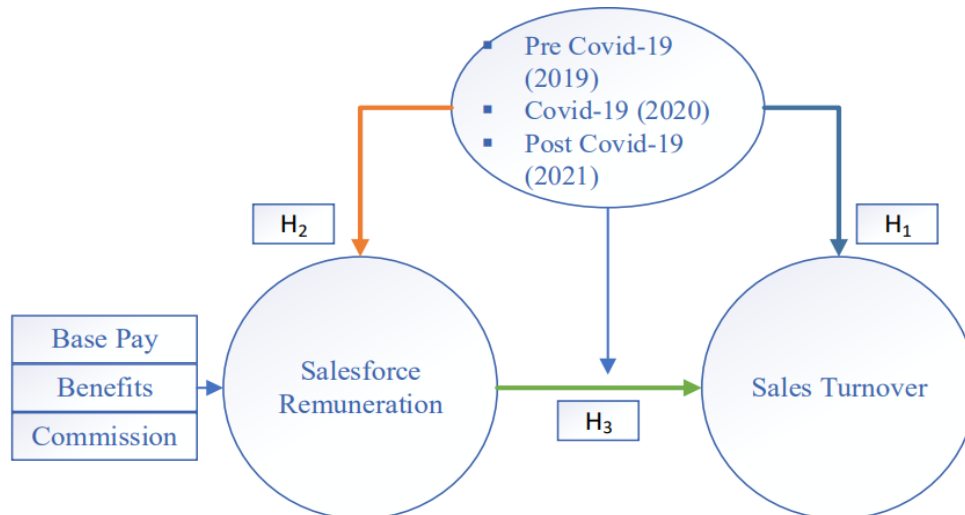 ▪ Pre Covid-19
(2019)
▪ Covid-19 (2020)
▪ Post Covid-19
(2021)
H₂
H₁
Base Pay
Benefits
Commission
Salesforce
Remuneration
H₃
Sales Turnover